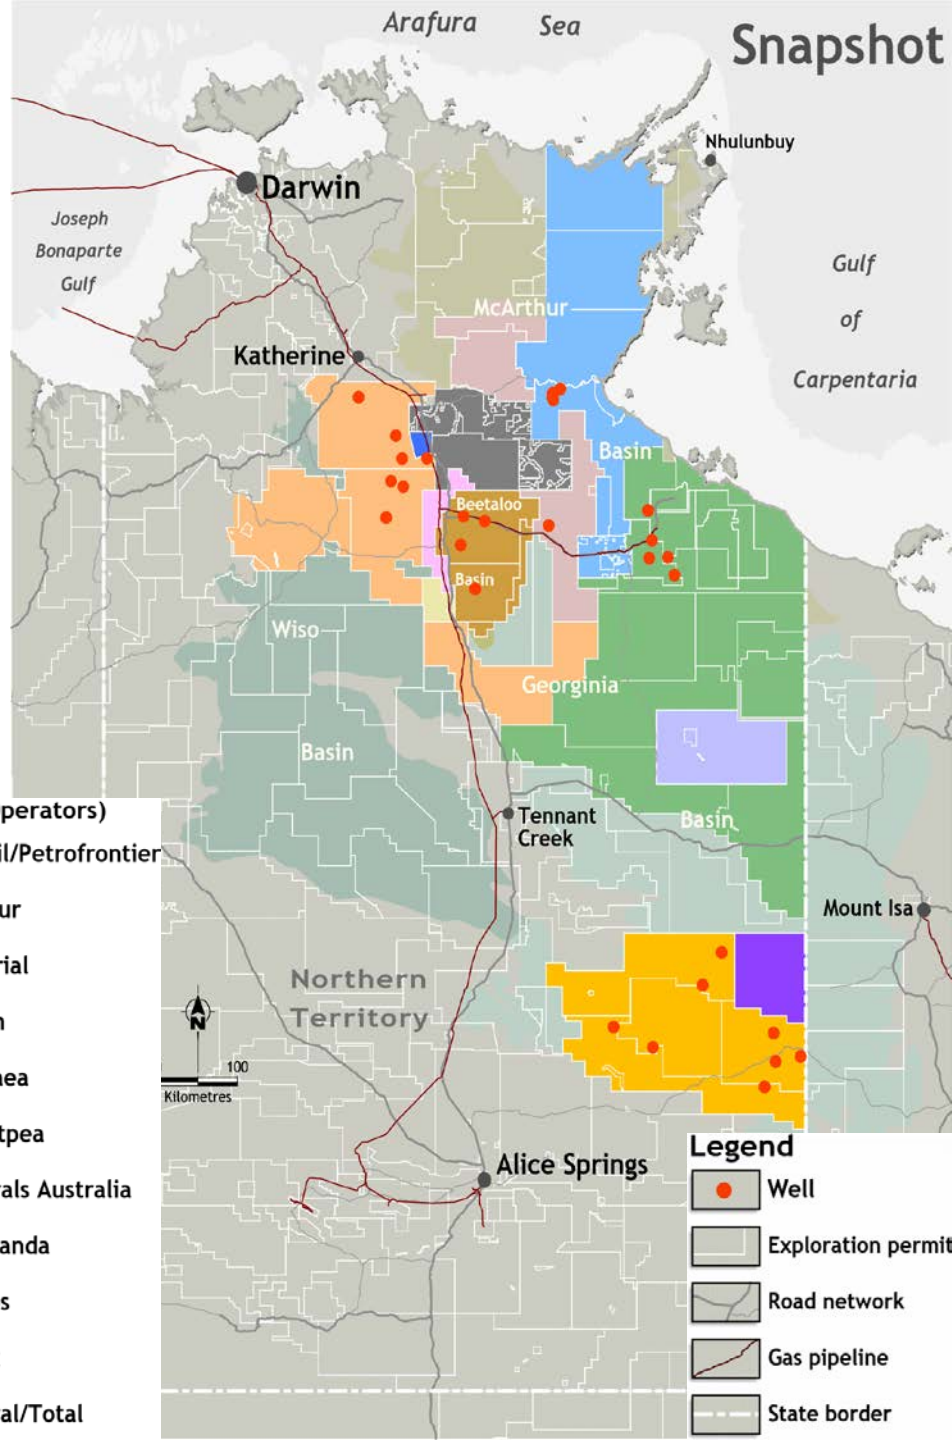 Arafura Sea
Snapshot
Nhulunbuy
Darwin
Joseph
Bonaparte
Gulf
Gulf
of
Carpentaria
McArthur
Katherine
Basin
Beetaloo
Basin
Wiso
Georginia
Basin
Basin
Tennant
Creek
perators)
il/Petrofrontier
ur
rial
n
nea
tpea
rals Australia
anda
s
ral/Total
Mount Isa
Northern
Territory
N
100
Kilometres
Alice Springs
Legend
Well
Exploration permit
Road network
Gas pipeline
State border